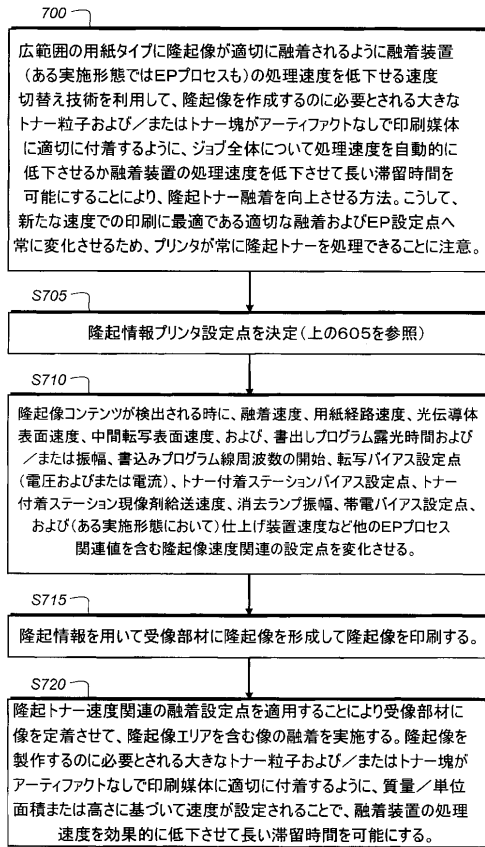 700
広範囲の用紙タイプに隆起像が適切に融着されるように融着装置
(ある実施形態ではEPプロセスも)の処理速度を低下せる速度
切替え技術を利用して、隆起像を作成するのに必要とされる大きな
トナー粒子および/またはトナー塊がアーティファクトなしで印刷媒体
に適切に付着するように、ジョブ全体について処理速度を自動的に
低下させるか融着装置の処理速度を低下させて長い滞留時間を
可能にすることにより、隆起トナー融着を向上させる方法。こうして、
新たな速度での印刷に最適である適切な融着およびEP設定点へ
常に変化させるため、プリンタが常に隆起トナーを処理できることに注意。
S705
隆起情報プリンタ設定点を決定(上の605を参照)
S710
隆起像コンテンツが検出される時に、融着速度、用紙経路速度、光伝導体
表面速度、中間転写表面速度、および、書出しプログラム露光時間および
/または振幅、書込みプログラム線周波数の開始、転写バイアス設定点
(電圧およびまたは電流)、トナー付着ステーションバイアス設定点、トナー
付着ステーション現像剤給送速度、消去ランプ振幅、帯電バイアス設定点、
および(ある実施形態において)仕上げ装置速度など他のEPプロセス
関連値を含む隆起像速度関連の設定点を変化させる。
S715
隆起情報を用いて受像部材に隆起像を形成して隆起像を印刷する。
S720
隆起トナー速度関連の融着設定点を適用することにより受像部材に
像を定着させて、隆起像エリアを含む像の融着を実施する。隆起像を
製作するのに必要とされる大きなトナー粒子および/またはトナー塊が
アーティファクトなしで印刷媒体に適切に付着するように、質量/単位
面積または高さに基づいて速度が設定されることで、融着装置の処理
速度を効果的に低下させて長い滞留時間を可能にする。